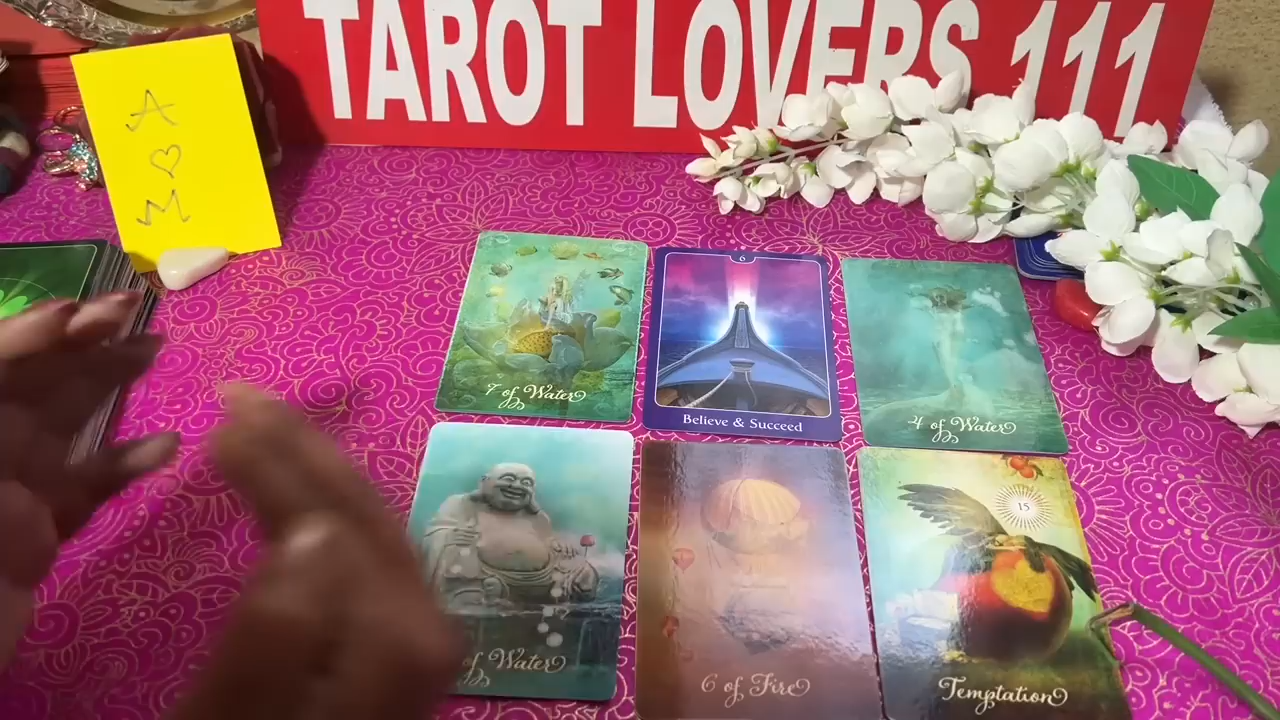 TAROT LOVERS 111
A
♡
M
7 of Water
6
Believe & Succeed
4 of Water
of Water
6 of Fire
15
Temptation